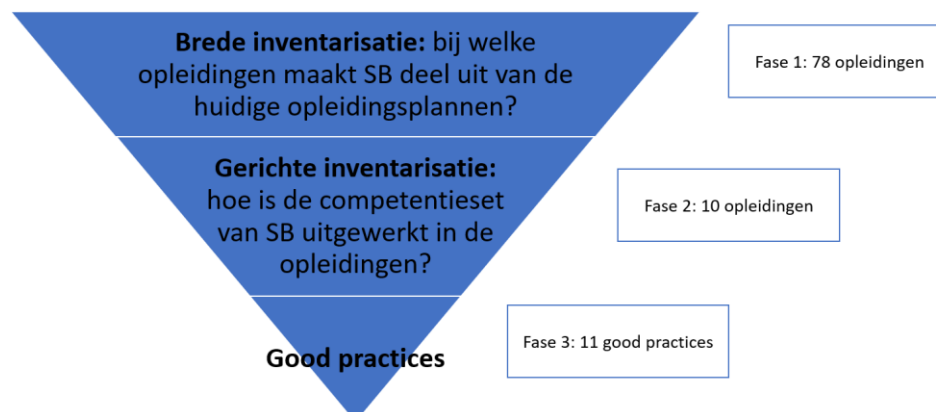 Brede inventarisatie: bij welke
opleidingen maakt SB deel uit van de
huidige opleidingsplannen?
Fase 1: 78 opleidingen
Gerichte inventarisatie:
hoe is de competentieset
van SB uitgewerkt in de
opleidingen?
Fase 2: 10 opleidingen
Good practices
Fase 3: 11 good practices